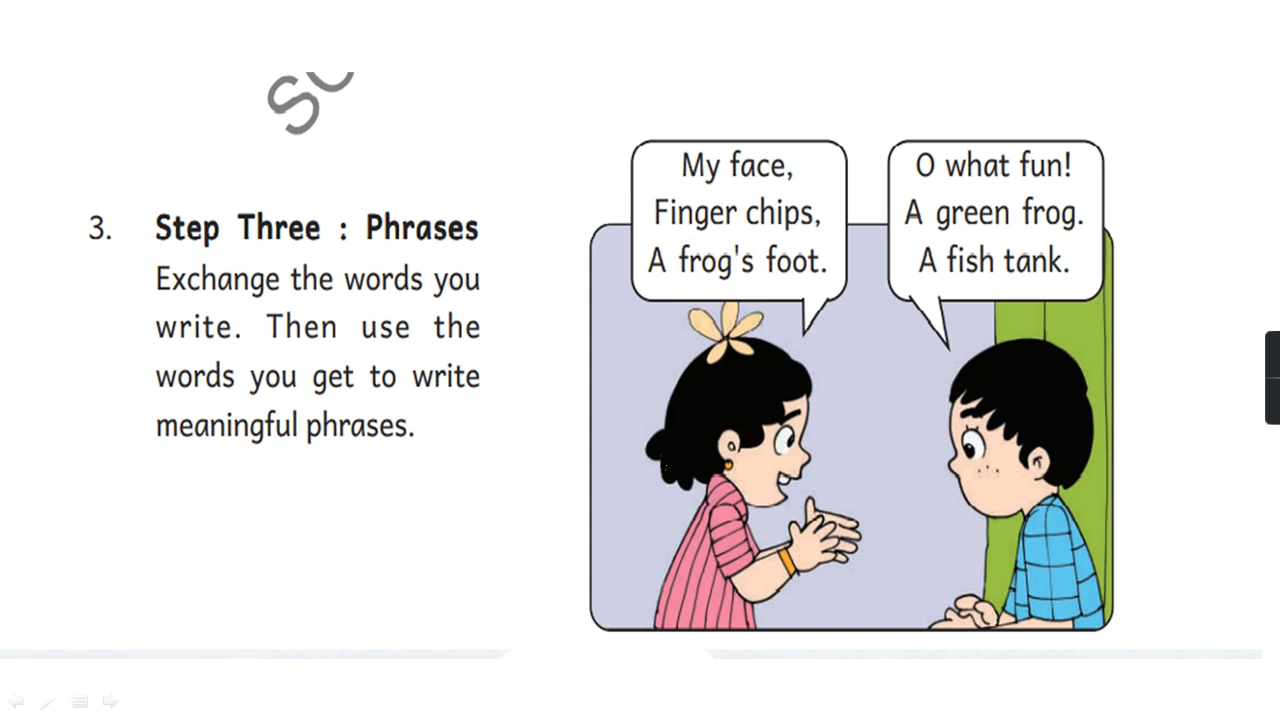 3. Step Three : Phrases
Exchange the words you
write. Then use the
words you get to write
meaningful phrases.
My face,
Finger chips,
A frog's foot.
O what fun!
A green frog.
A fish tank.